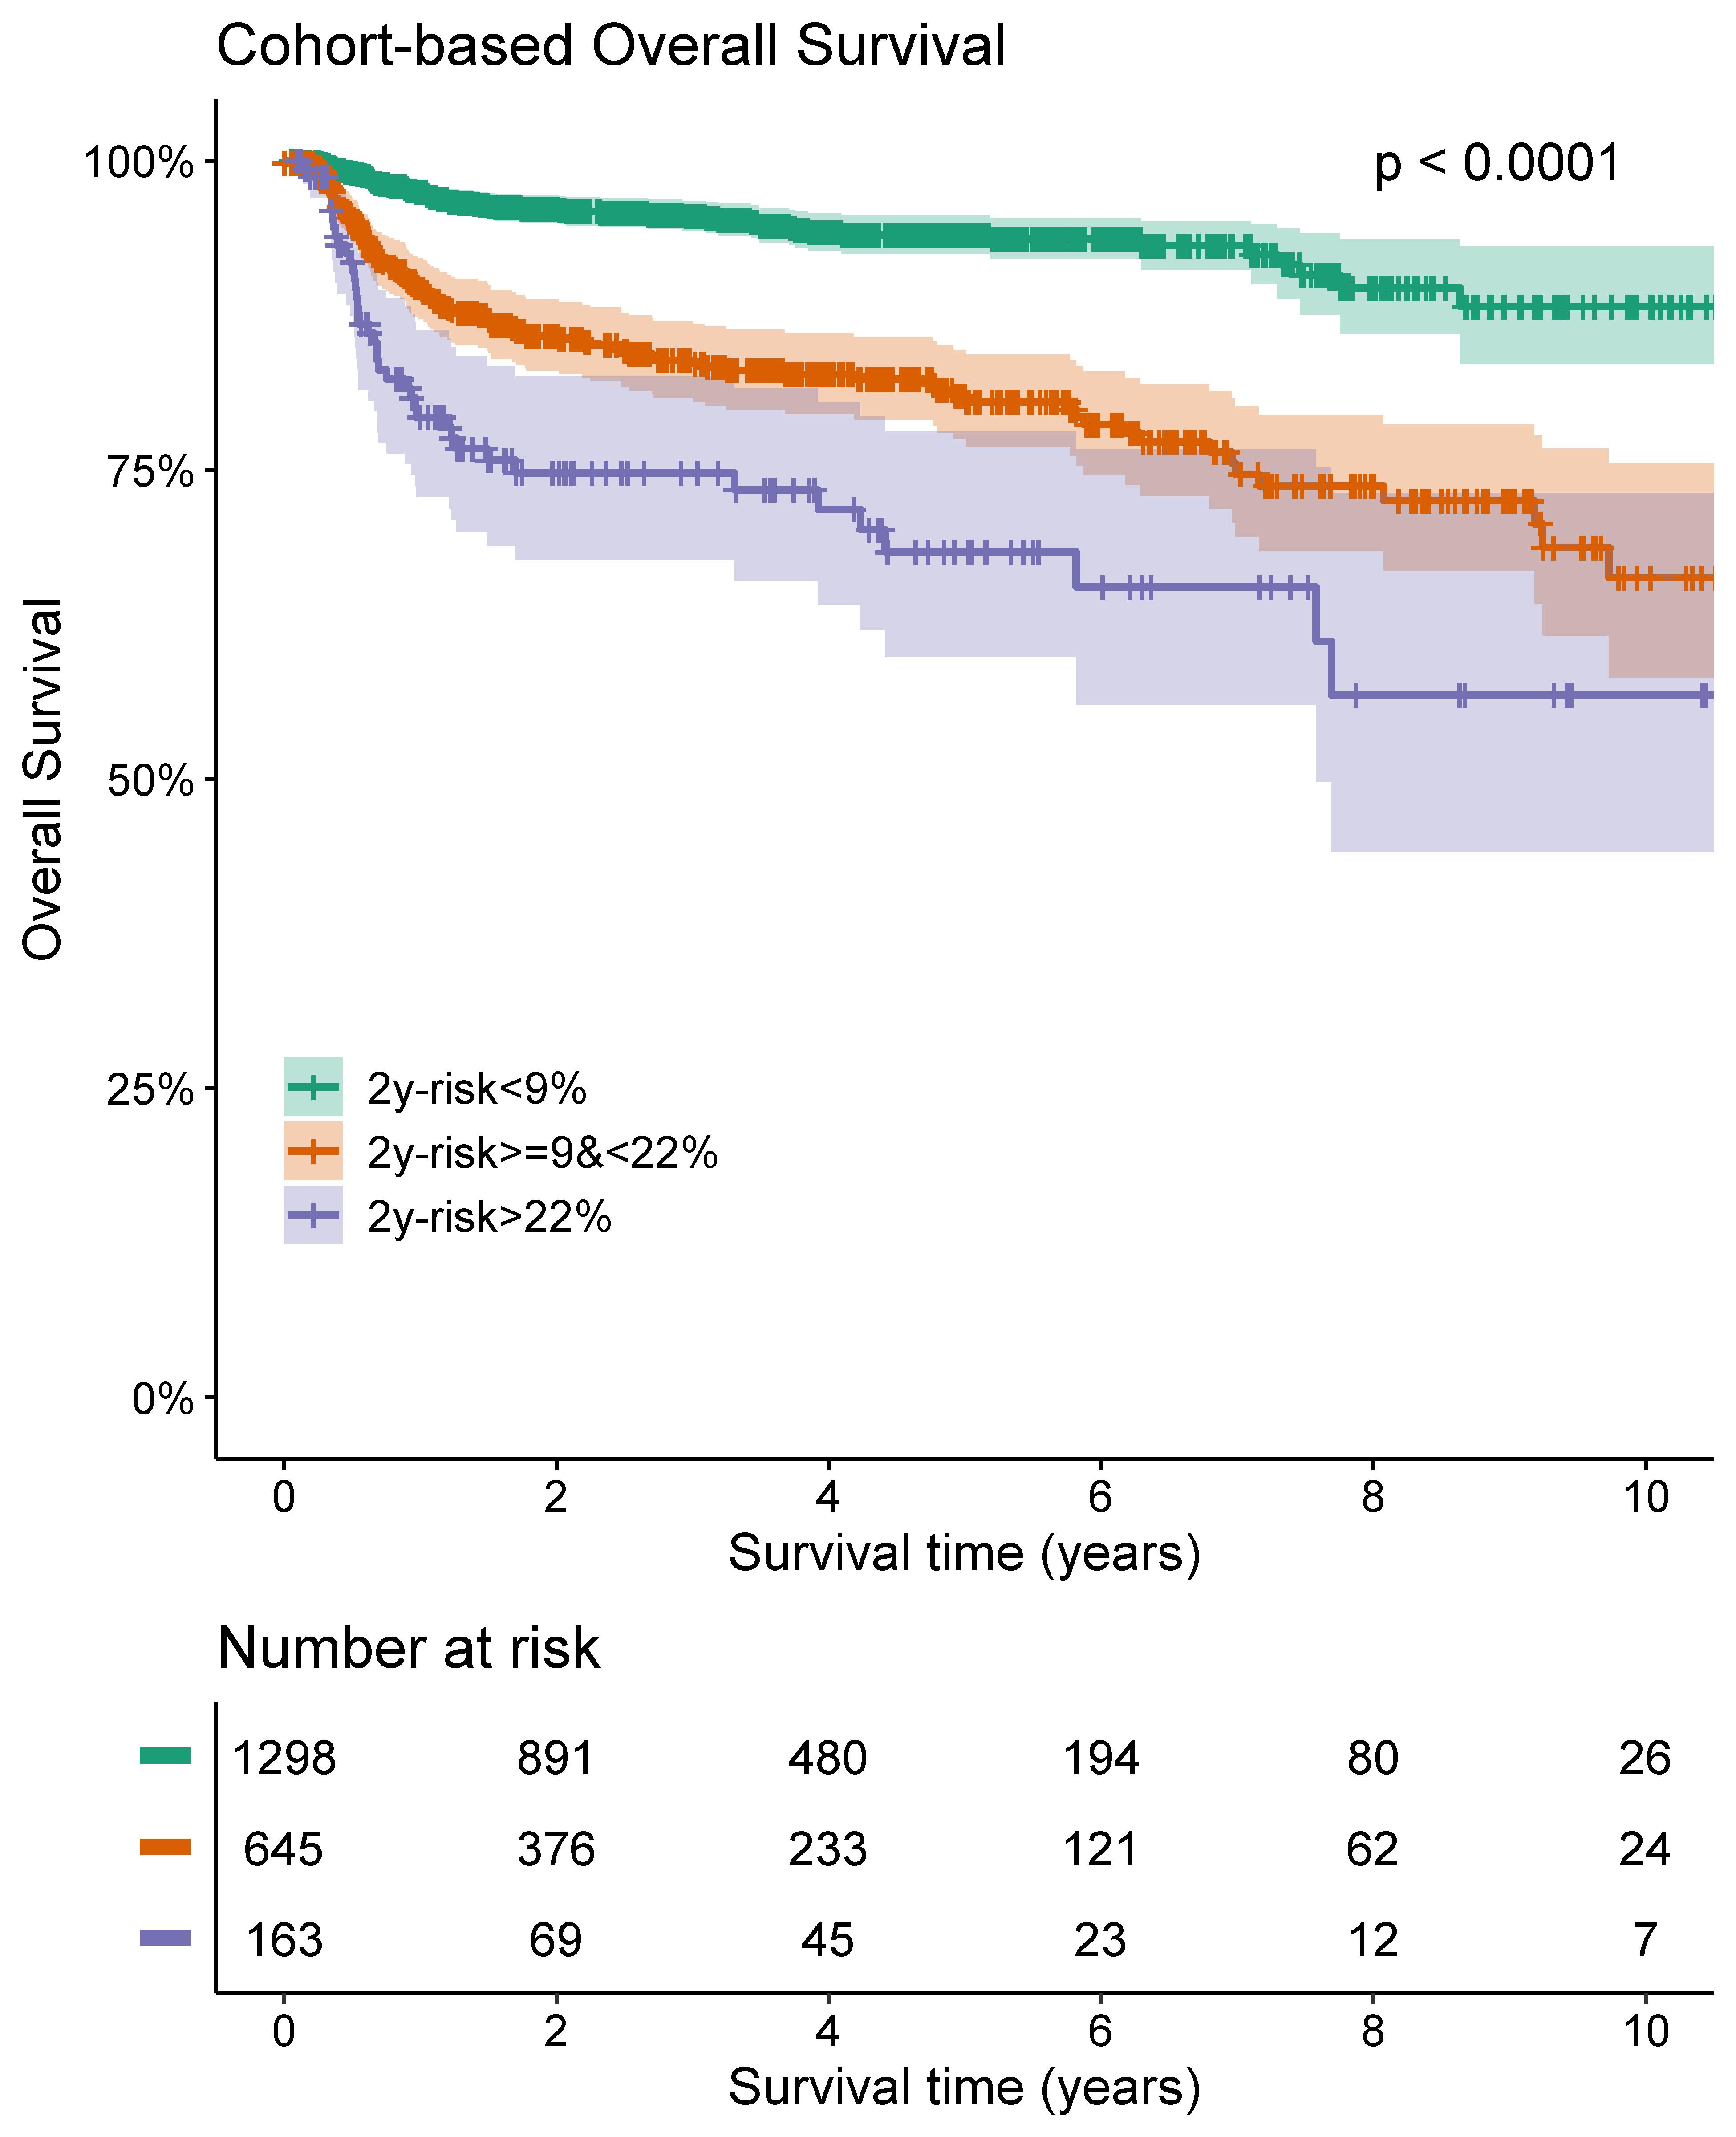 Cohort-based Overall Survival
p < 0.0001
100%
75%
50%
25%
0%
Overall Survival
2y-risk<9%
2y-risk>=9&<22%
2y-risk>22%
0 2 4 6 8 10
Survival time (years)
Number at risk
1298 891 480 194 80 26
645 376 233 121 62 24
163 69 45 23 12 7
0 2 4 6 8 10
Survival time (years)